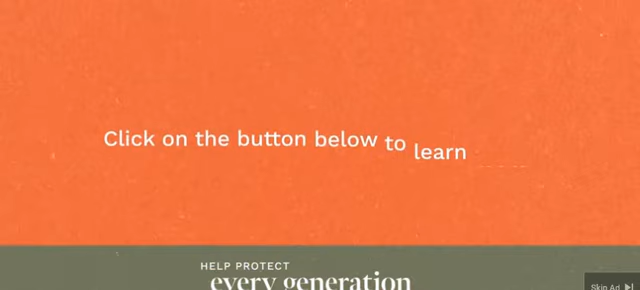 Click on the button below to learn
HELP PROTECT
every generation
Skip Ad